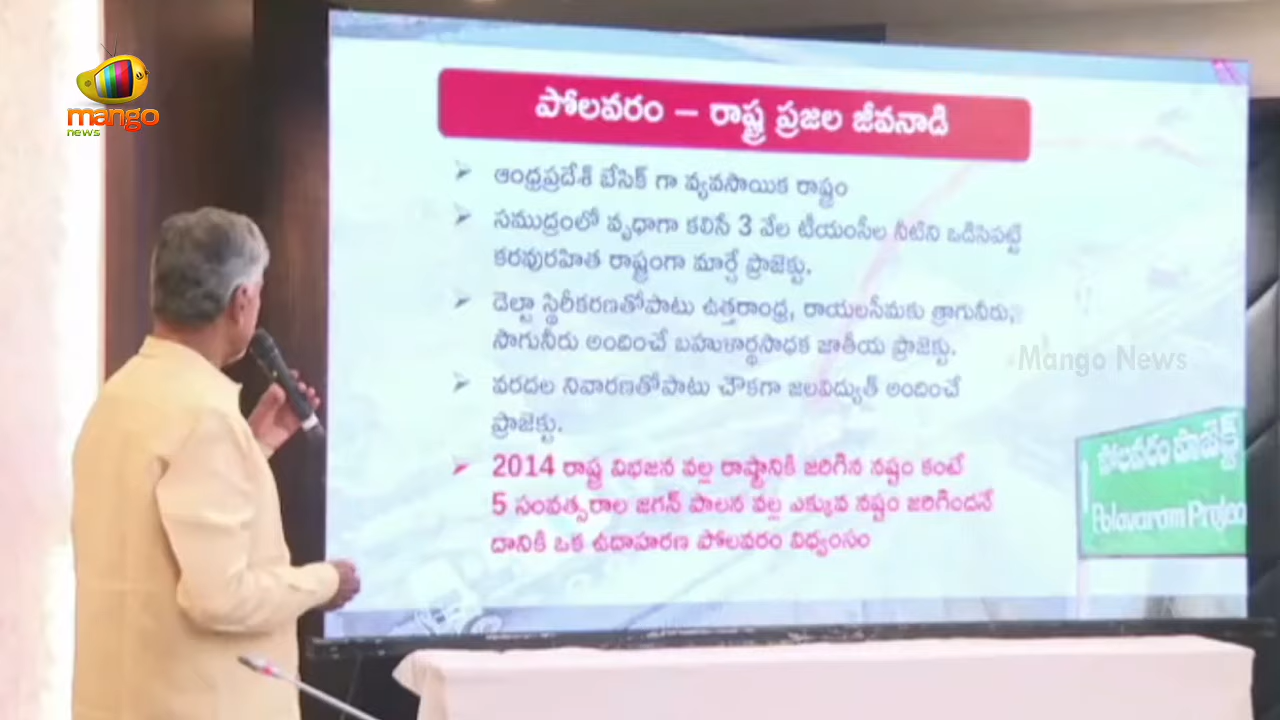 mango
news
పోలవరం – రాష్ట్ర ప్రజల జీవనాడి
ఆంధ్రప్రదేశ్ బేసిక్ గా వ్యవసాయిక రాష్ట్రం
సముద్రంలో వృధాగా కలిసే 3 వేల టీయంసీల నీటిని ఒడిసిపట్టి
కరవురహిత రాష్ట్రంగా మార్చే ప్రాజెక్టు.
డెల్టా స్థిరీకరణతోపాటు ఉత్తరాంధ్ర, రాయలసీమకు త్రాగునీరు,
సాగునీరు అందించే బహుళార్థసాధక జాతీయ ప్రాజెక్టు.
Mango News
వరదల నివారణతోపాటు చౌకగా జలవిద్యుత్ అందించే
ప్రాజెక్టు.
2014 రాష్ట్ర విభజన వల్ల రాష్ట్రానికి జరిగిన నష్టం కంటే
5 సంవత్సరాల జగన్ పాలన వల్ల ఎక్కువ నష్టం జరిగిందనే
దానికి ఒక ఉదాహరణ పోలవరం విధ్వంసం
పోలవరం ప్రాజెక్ట్
Polavaram Projec